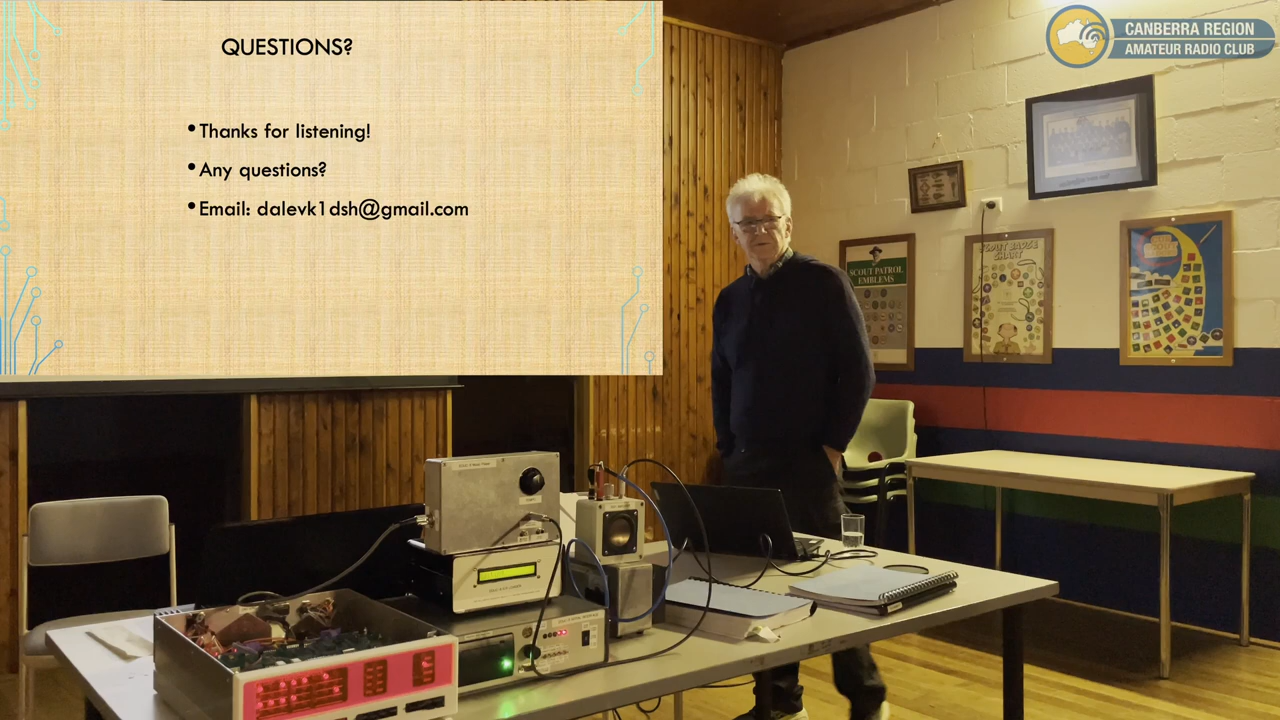 QUESTIONS?
•Thanks for listening!
•Any questions?
•Email: dalevk1dsh@gmail.com
CANBERRA REGION
AMATEUR RADIO CLUB
SCOUT PATROL
EMBLEMS
SCOUT BADGE
CHART